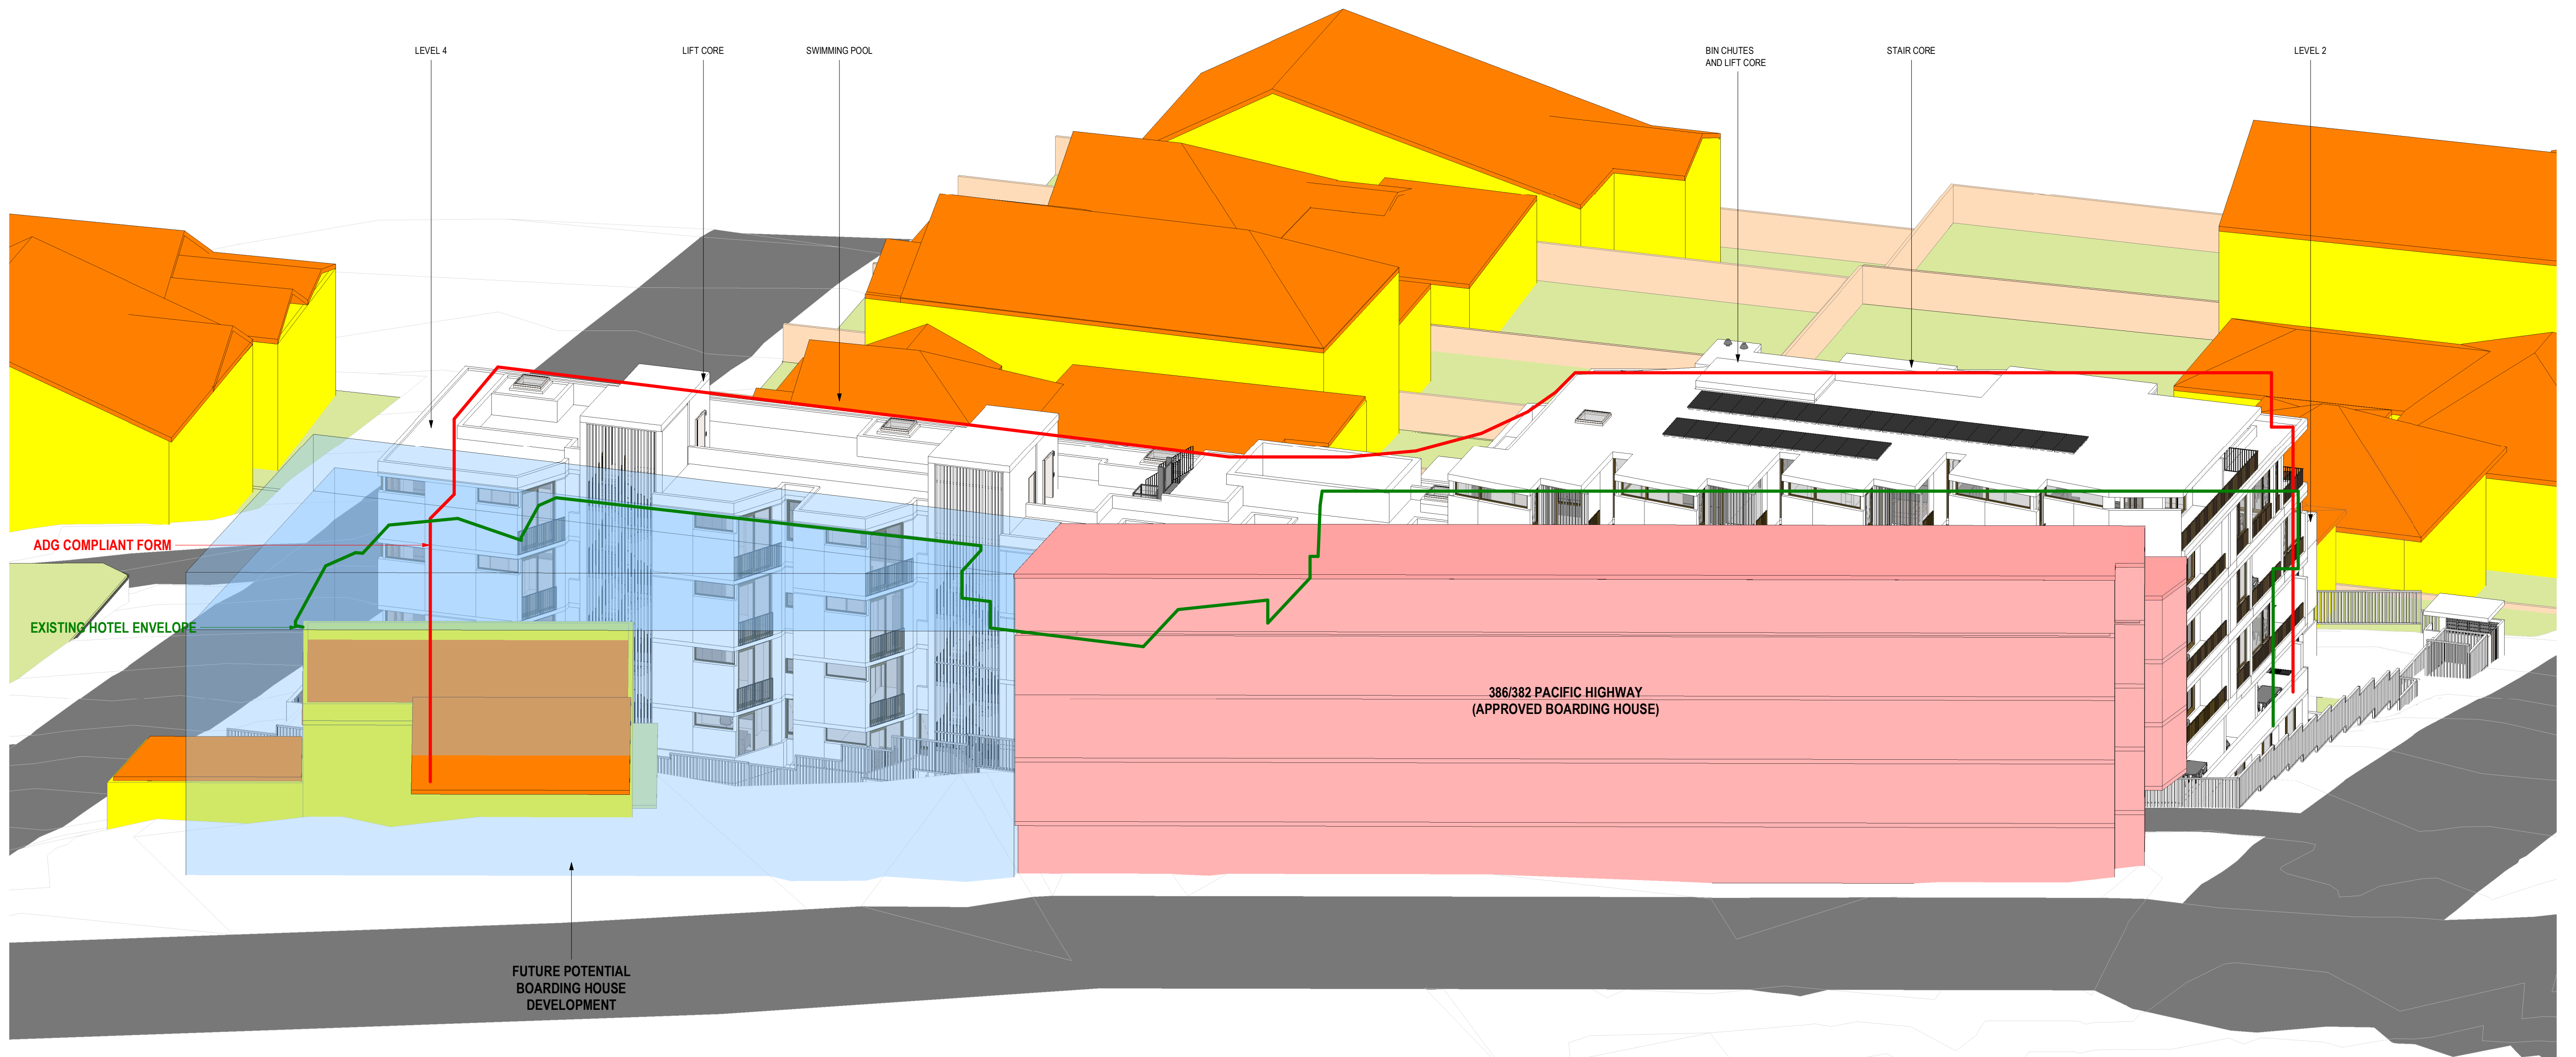 LEVEL 4
LIFT CORE
SWIMMING POOL
BIN CHUTES
AND LIFT CORE
STAIR CORE
LEVEL 2
ADG COMPLIANT FORM
EXISTING HOTEL ENVELOPE
386/382 PACIFIC HIGHWAY
(APPROVED BOARDING HOUSE)
FUTURE POTENTIAL
BOARDING HOUSE
DEVELOPMENT